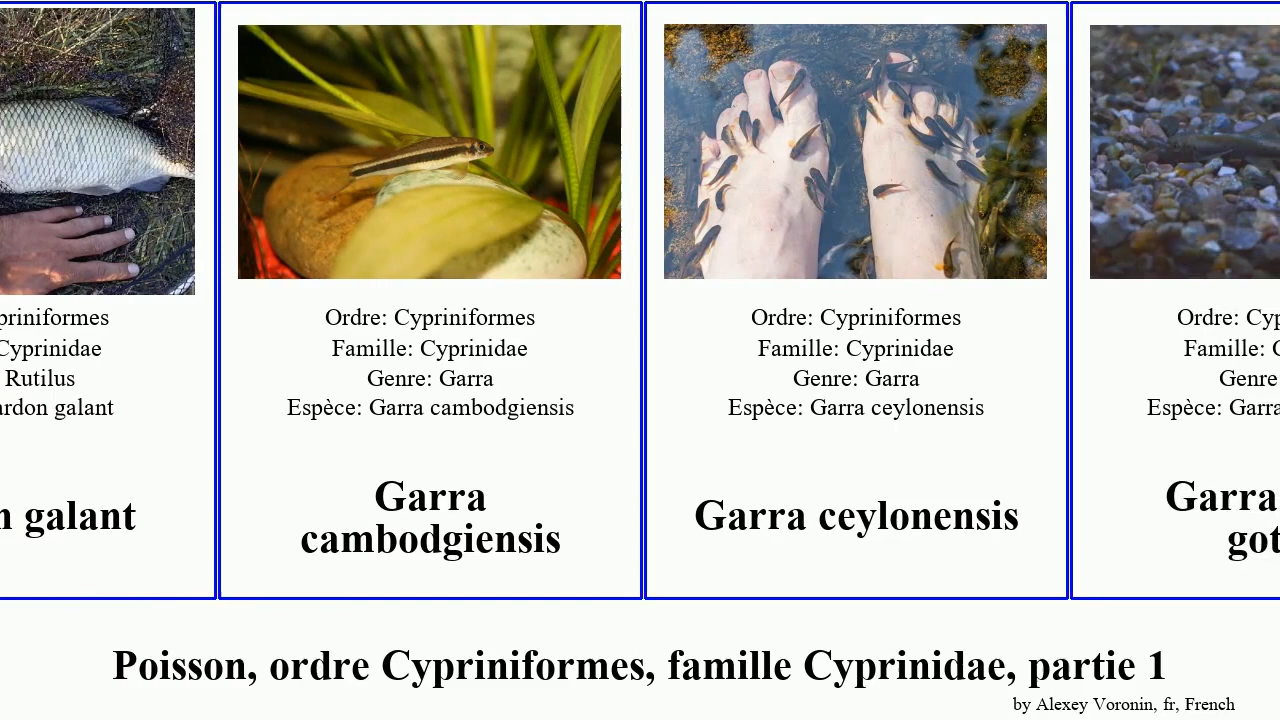 priniformes
Cyprinidae
Rutilus
ardon galant
n galant
Ordre: Cypriniformes
Famille: Cyprinidae
Genre: Garra
Espèce: Garra cambodgiensis
Garra
cambodgiensis
Ordre: Cypriniformes
Famille: Cyprinidae
Genre: Garra
Espèce: Garra ceylonensis
Garra ceylonensis
Ordre: Cyp
Famille: C
Genre
Espèce: Garra
Garra
got
Poisson, ordre Cypriniformes, famille Cyprinidae, partie 1
by Alexey Voronin, fr, French